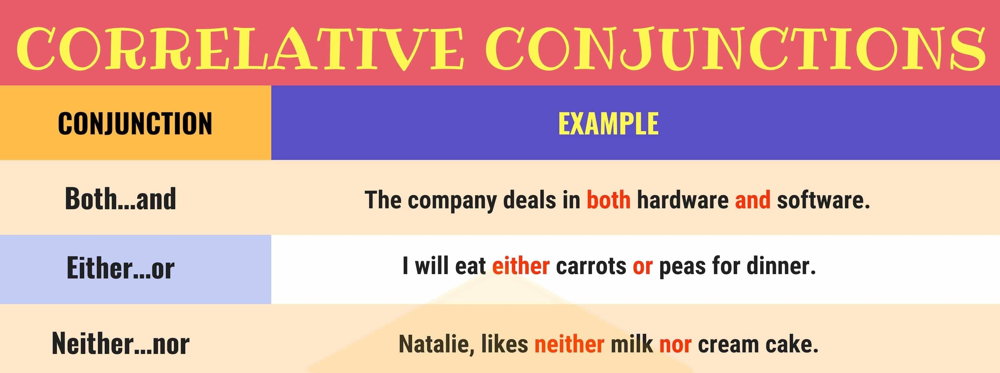 CORRELATIVE CONJUNCTIONS
CONJUNCTION EXAMPLE
Both...and The company deals in both hardware and software.
Either...or I will eat either carrots or peas for dinner.
Neither...nor Natalie, likes neither milk nor cream cake.